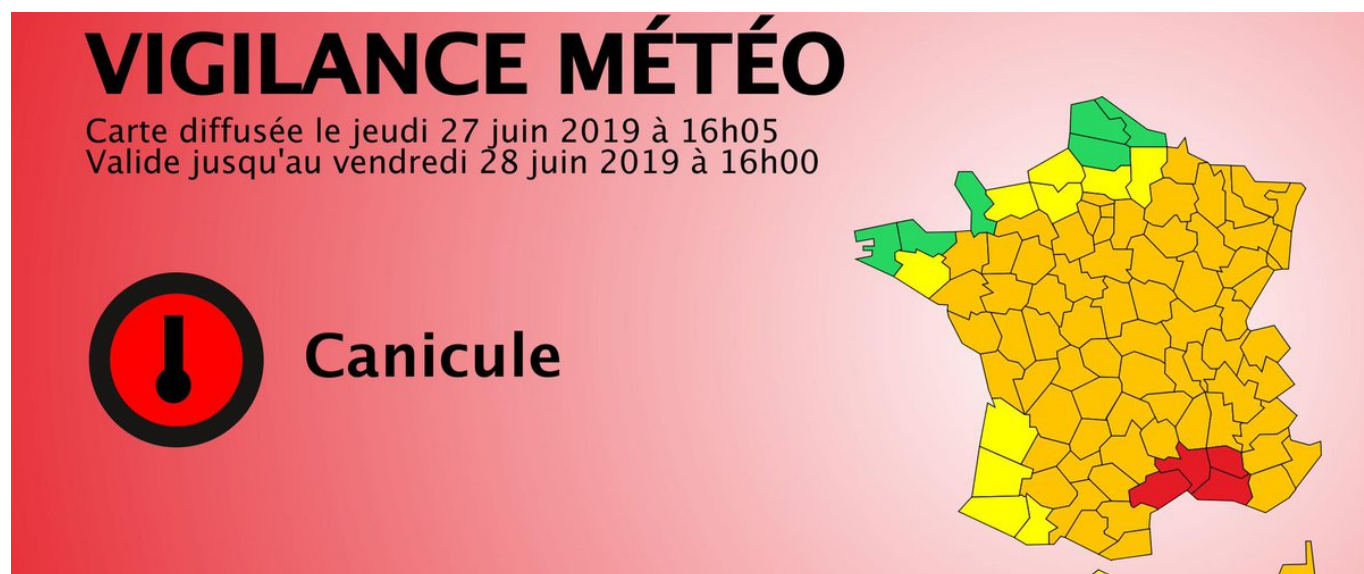 VIGILANCE MÉTÉO
Carte diffusée le jeudi 27 juin 2019 à 16h05
Valide jusqu'au vendredi 28 juin 2019 à 16h00
Canicule